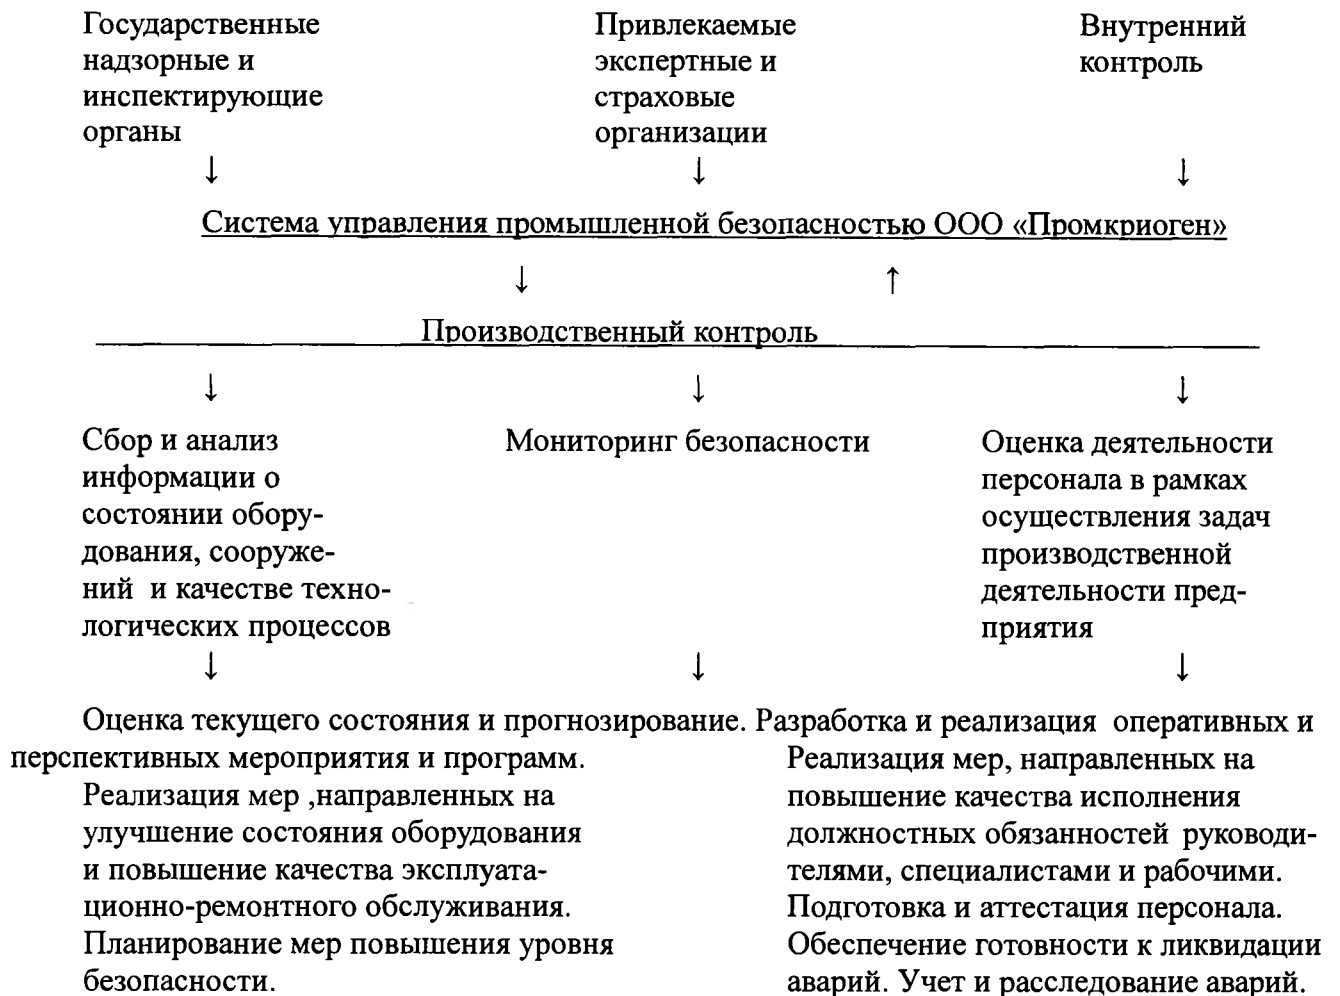 Государственные
надзорные и
инспектирующие
органы
Привлекаемые
экспертные и
страховые
организации
Внутренний
контроль
↓ ↓ ↓
Система управления промышленной безопасностью ООО «Промкриоген»
↓ ↑
Производственный контроль
↓ ↓ ↓
Сбор и анализ
информации о
состоянии обору-
дования, сооруже-
ний и качестве техно-
логических процессов
Мониторинг безопасности
Оценка деятельности
персонала в рамках
осуществления задач
производственной
деятельности пред-
приятия
↓ ↓ ↓
Оценка текущего состояния и прогнозирование. Разработка и реализация оперативных и
перспективных мероприятия и программ.
Реализация мер ,направленных на
улучшение состояния оборудования
и повышение качества эксплуата-
ционно-ремонтного обслуживания.
Планирование мер повышения уровня
безопасности.
Реализация мер, направленных на
повышение качества исполнения
должностных обязанностей руководи-
телями, специалистами и рабочими.
Подготовка и аттестация персонала.
Обеспечение готовности к ликвидации
аварий. Учет и расследование аварий.